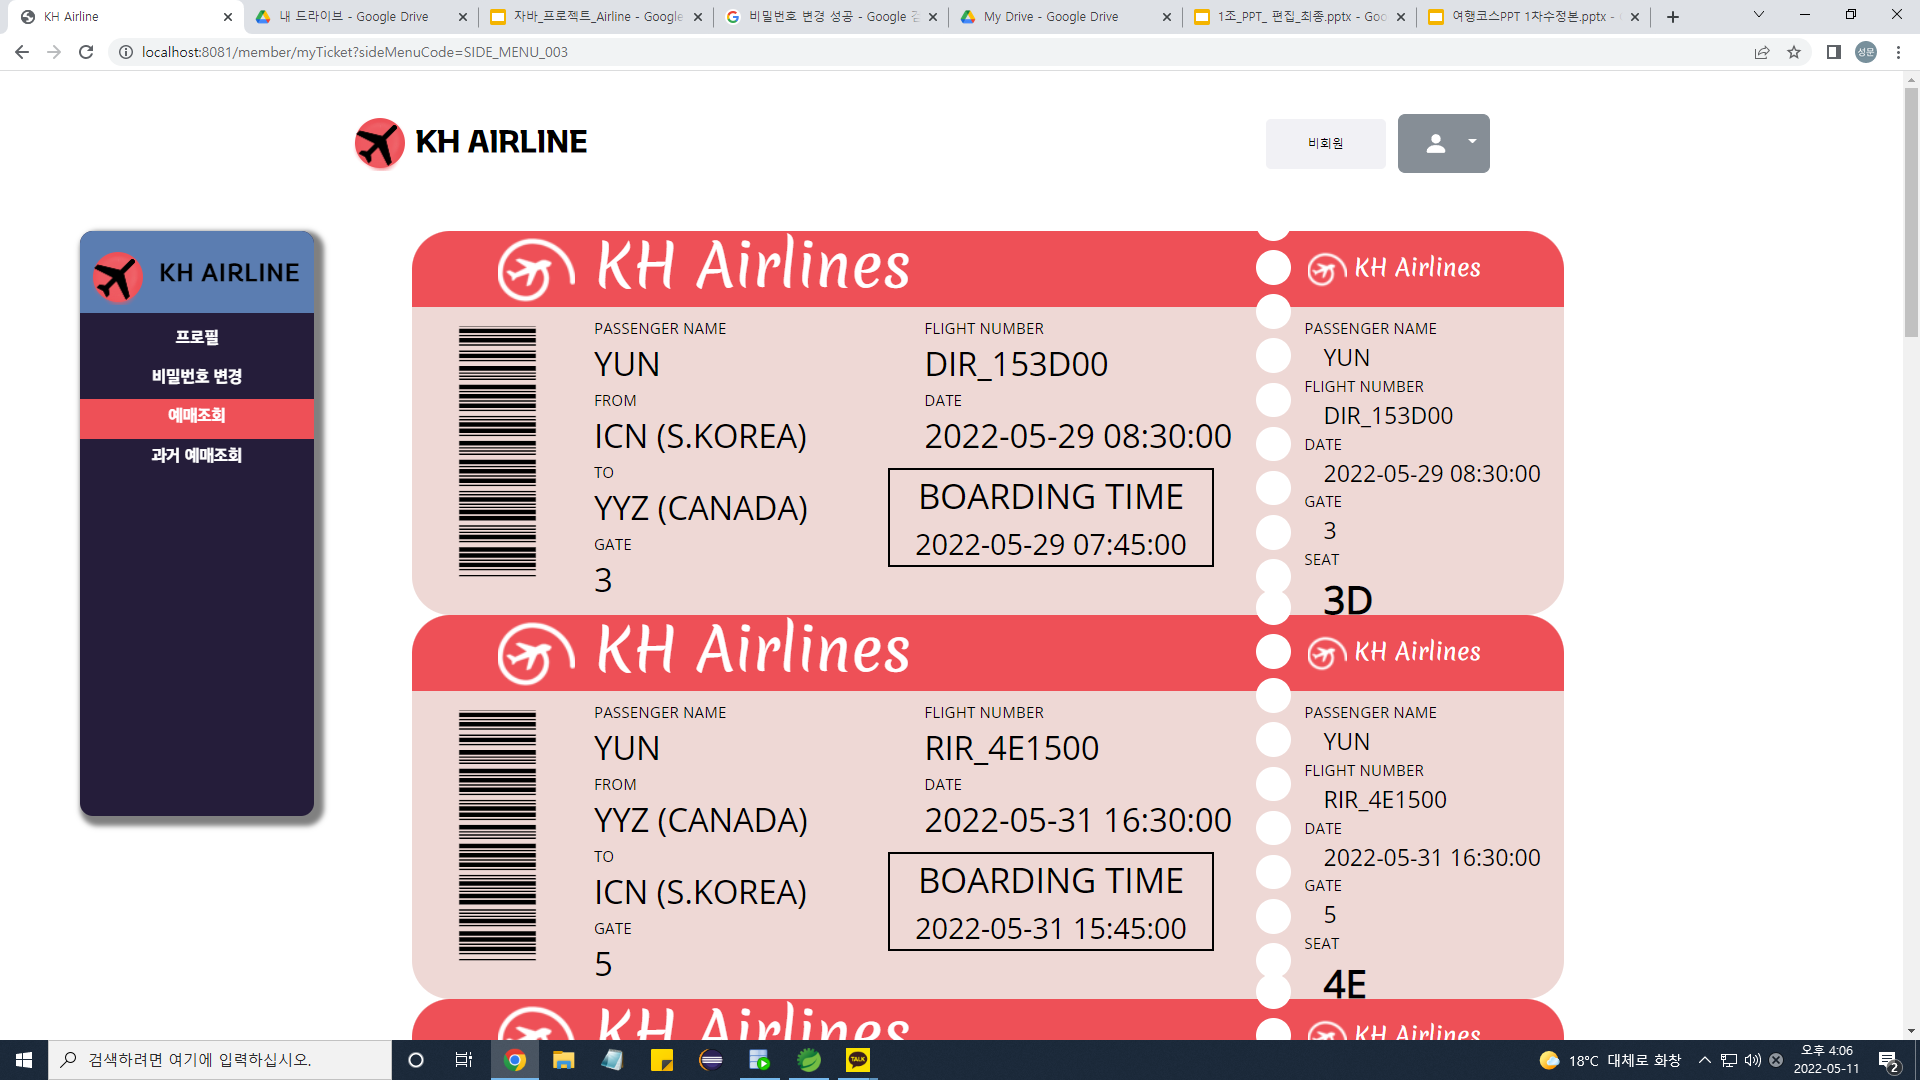 KH Airline
내 드라이브 - Google Drive
자바_프로젝트_Airline - Google
비밀번호 변경 성공 - Google 검
My Drive - Google Drive
1조_PPT_ 편집_최종.pptx - Goo
여행코스PPT 1차수정본.pptx -
localhost:8081/member/myTicket?sideMenuCode=SIDE_MENU_003
성문
KH AIRLINE
비회원
KH AIRLINE
프로필
비밀번호 변경
예매조회
과거 예매조회
KH Airlines
KH Airlines
PASSENGER NAME
YUN
FLIGHT NUMBER
DIR_153D00
FROM
ICN (S.KOREA)
DATE
2022-05-29 08:30:00
TO
YYZ (CANADA)
BOARDING TIME
2022-05-29 07:45:00
GATE
3
PASSENGER NAME
YUN
FLIGHT NUMBER
DIR_153D00
DATE
2022-05-29 08:30:00
GATE
3
SEAT
3D
KH Airlines
KH Airlines
PASSENGER NAME
YUN
FLIGHT NUMBER
RIR_4E1500
FROM
YYZ (CANADA)
DATE
2022-05-31 16:30:00
TO
ICN (S.KOREA)
BOARDING TIME
2022-05-31 15:45:00
GATE
5
PASSENGER NAME
YUN
FLIGHT NUMBER
RIR_4E1500
DATE
2022-05-31 16:30:00
GATE
5
SEAT
4E
KH Airlines
KH Airlines
검색하려면 여기에 입력하십시오.
TALK
18°C 대체로 화창
오후 4:06
2022-05-11
2